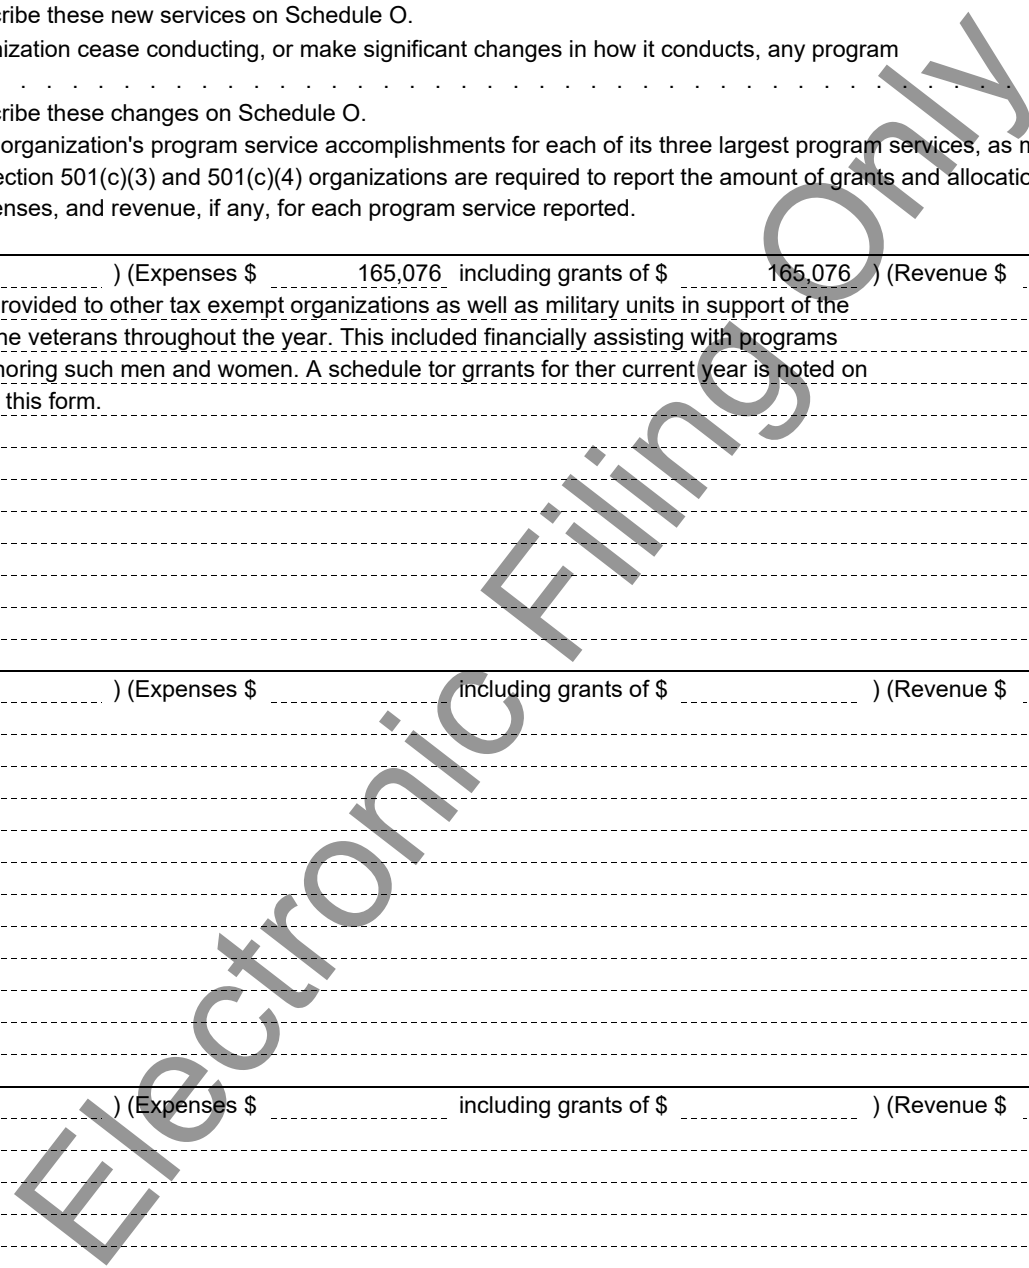 cribe these new services on Schedule O.
nization cease conducting, or make significant changes in how it conducts, any program
. . . . . . . . . . . . . . . . . . . . . . . . . . . . . . . . . . . . . . .
cribe these changes on Schedule O.
organization's program service accomplishments for each of its three largest program services, as m
ection 501(c)(3) and 501(c)(4) organizations are required to report the amount of grants and allocatio
enses, and revenue, if any, for each program service reported.
) (Expenses $ 165,076 including grants of $ 165,076 ) (Revenue $
rovided to other tax exempt organizations as well as military units in support of the
he veterans throughout the year. This included financially assisting with programs
noring such men and women. A schedule tor grrants for ther current year is noted on
this form.
) (Expenses $ including grants of $ ) (Revenue $
) (Expenses $ including grants of $ ) (Revenue $
Electronic Filing Only